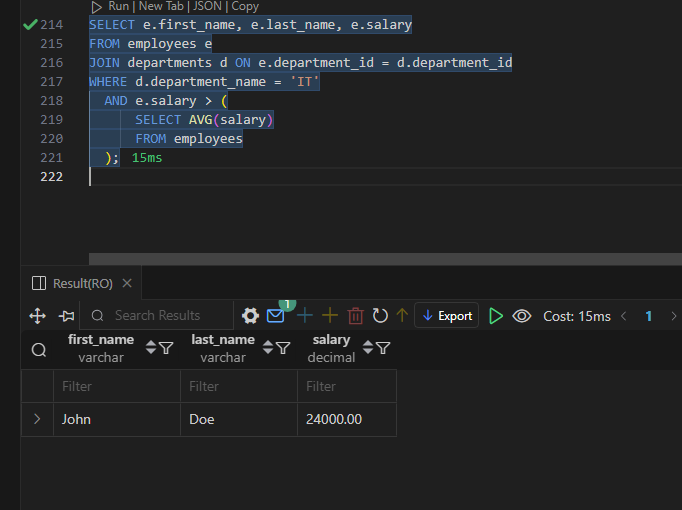 Run | New Tab | JSON | Copy
214 SELECT e.first_name, e.last_name, e.salary
215 FROM employees e
216 JOIN departments d ON e.department_id = d.department_id
217 WHERE d.department_name = 'IT'
218 AND e.salary > (
219 SELECT AVG(salary)
220 FROM employees
221 ); 15ms
222
Result(RO)
Search Results 1 Export Cost: 15ms < 1 >
first_name last_name salary
varchar varchar decimal
Filter Filter Filter
John Doe 24000.00